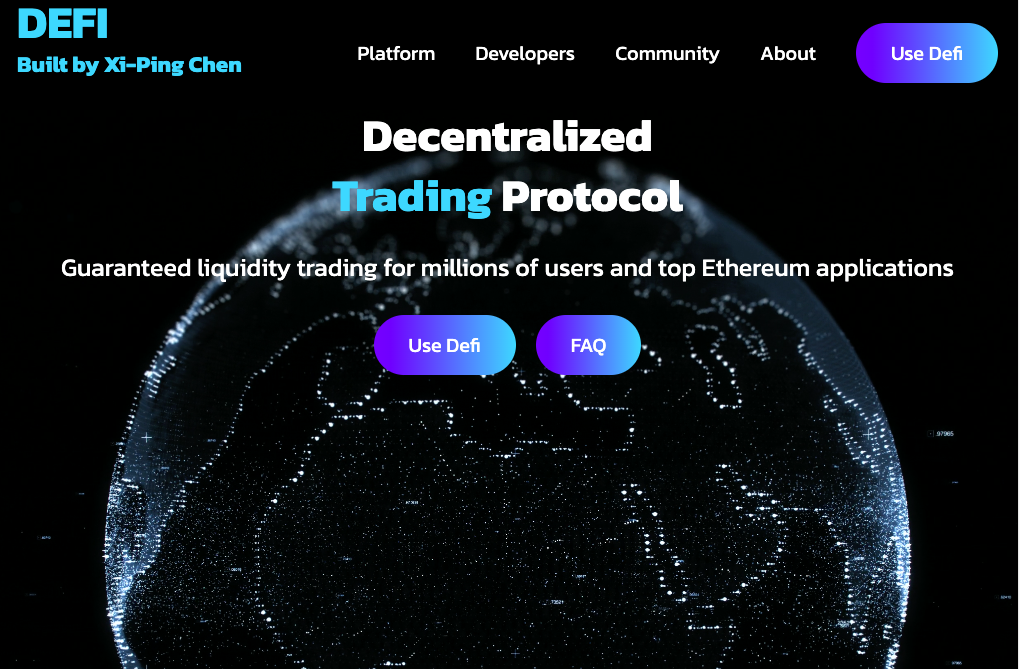 DEFI
Built by Xi-Ping Chen
Platform Developers Community About Use Defi
Decentralized
Trading Protocol
Guaranteed liquidity trading for millions of users and top Ethereum applications
Use Defi FAQ
.97965